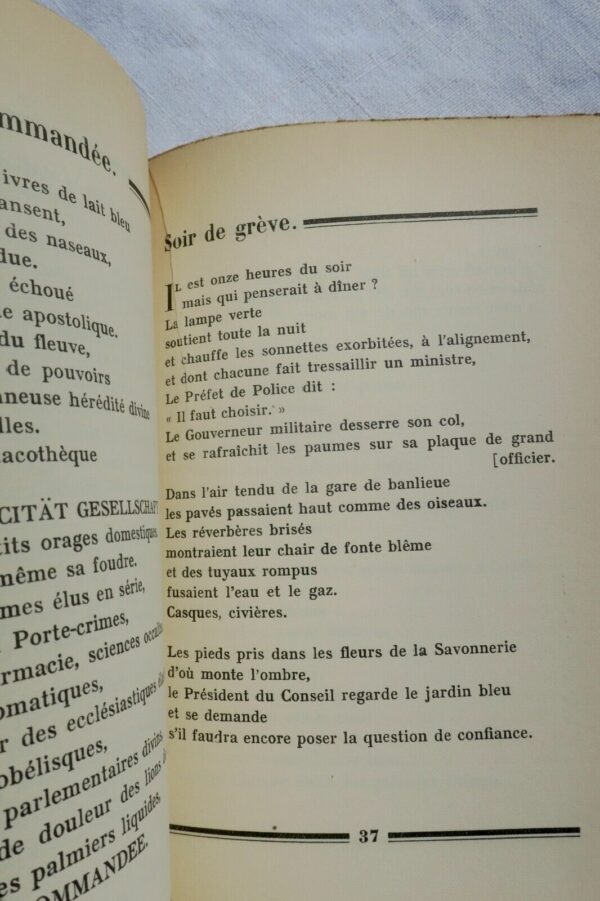 mmandée.
ivres de lait bleu
ansent,
des naseaux,
due.
échoué
e apostolique.
du fleuve,
de pouvoirs
nneuse hérédité divine
lles.
nacothèque
CITÄT GESELLSCHAFT
tits orages domestiques
même sa foudre.
mes élus en série,
Porte-crimes,
rmacie, sciences occultes
omatiques,
r des ecclésiastiques
obélisques,
parlementaires divins
de douleur des lions
es palmiers liquides
OMMANDEE.
Soir de grève.
IL est onze heures du soir
mais qui penserait à dîner ?
La lampe verte
soutient toute la nuit
et chauffe les sonnettes exorbitées, à l'alignement,
et dont chacune fait tressaillir un ministre,
Le Préfet de Police dit :
« Il faut choisir. »
Le Gouverneur militaire desserre son col,
et se rafraîchit les paumes sur sa plaque de grand
[officier.
Dans l'air tendu de la gare de banlieue
les pavés passaient haut comme des oiseaux.
Les réverbères brisés
montraient leur chair de fonte blême
et des tuyaux rompus
fusaient l'eau et le gaz.
Casques, civières.
Les pieds pris dans les fleurs de la Savonnerie
d'où monte l'ombre,
le Président du Conseil regarde le jardin bleu
et se demande
s'il faudra encore poser la question de confiance.
37